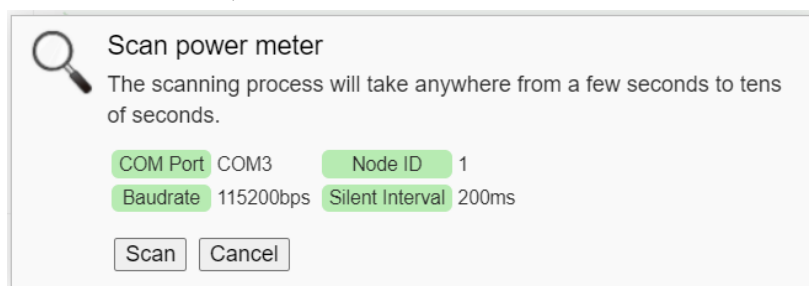 Scan power meter
The scanning process will take anywhere from a few seconds to tens
of seconds.
COM Port COM3 Node ID 1
Baudrate 115200bps Silent Interval 200ms
Scan Cancel